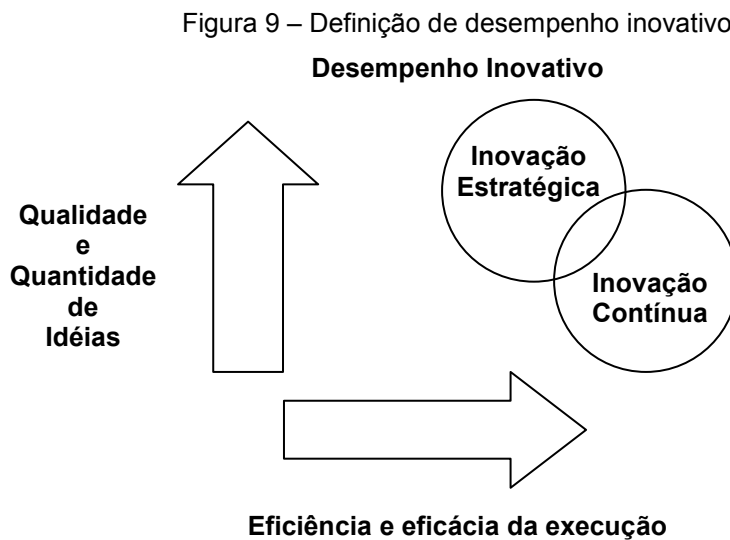 Figura 9 – Definição de desempenho inovativo
Desempenho Inovativo
Inovação
Estratégica
Qualidade
e
Quantidade
de
Idéias
Inovação
Contínua
Eficiência e eficácia da execução